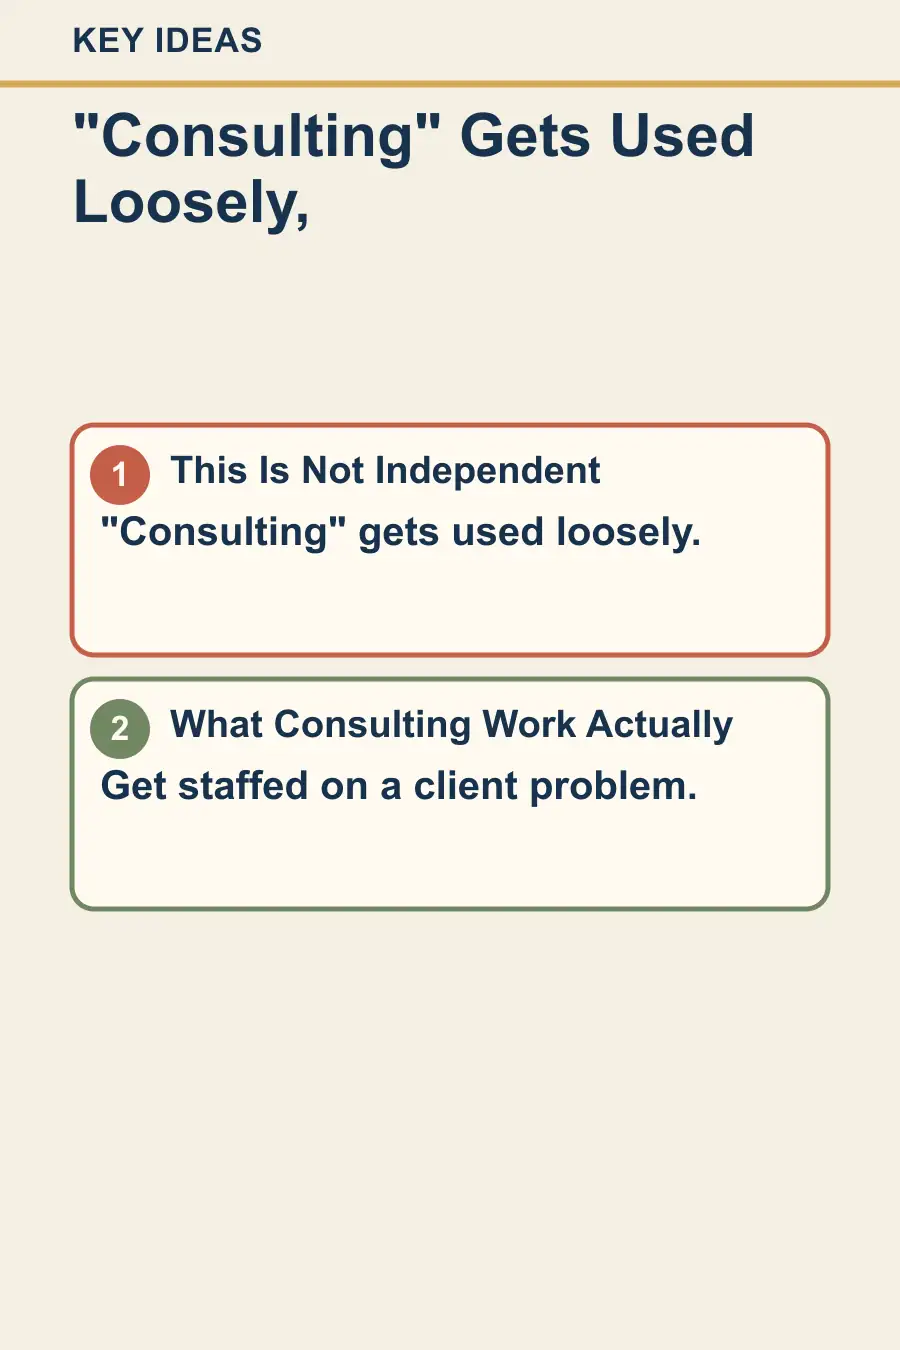 KEY IDEAS
"Consulting" Gets Used
Loosely,
1 This Is Not Independent
"Consulting" gets used loosely.
2 What Consulting Work Actually
Get staffed on a client problem.